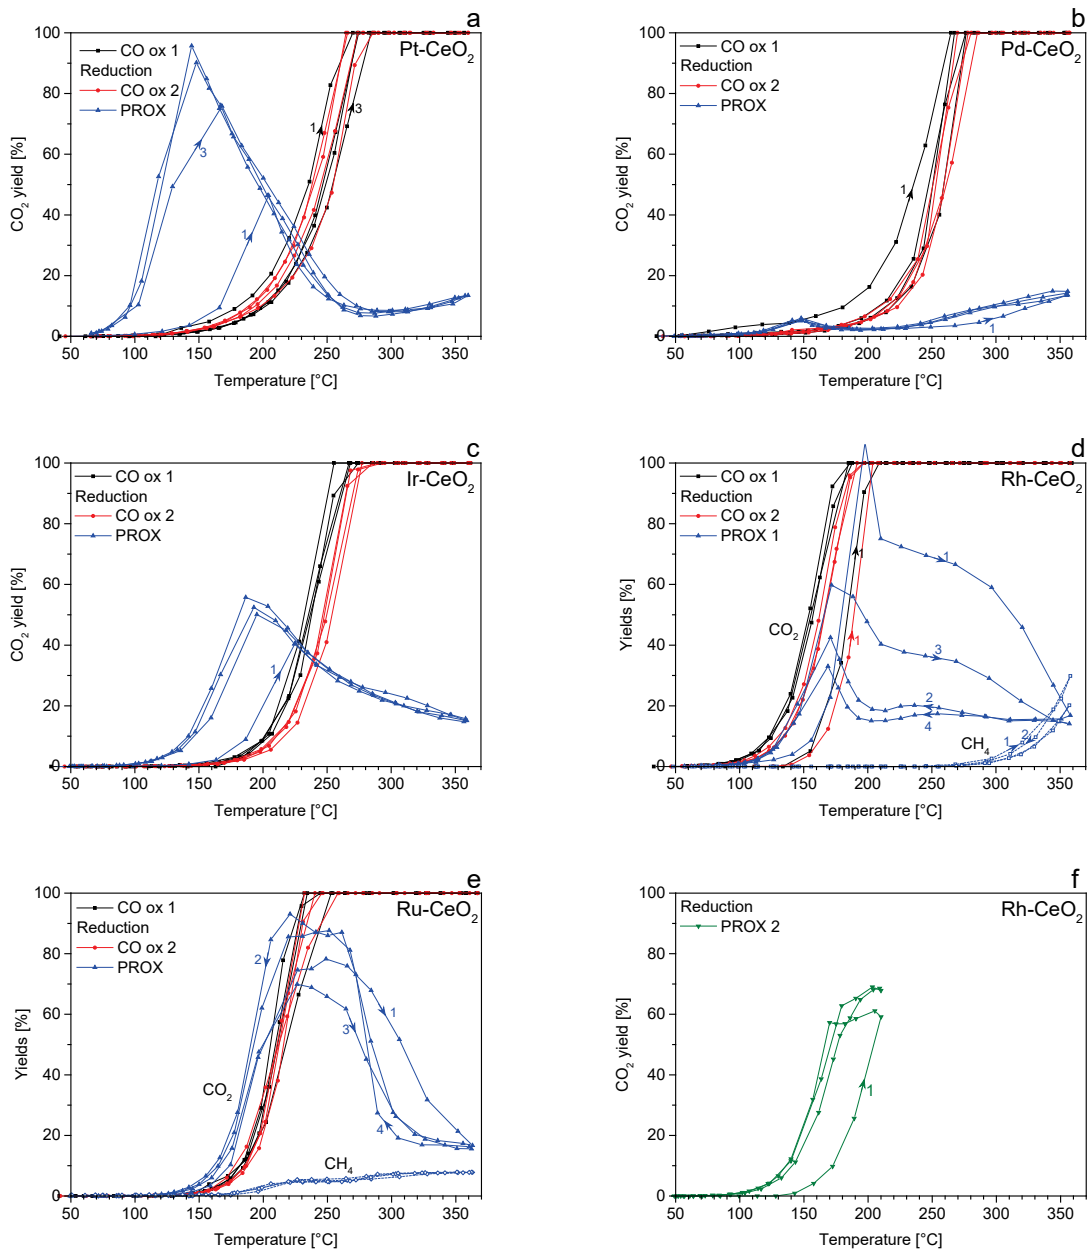 a
Pt-CeO2
CO ox 1
Reduction
CO ox 2
PROX
1
3
3
1
CO2 yield [%]
100
80
60
40
20
0
50 100 150 200 250 300 350
Temperature [°C]
b
Pd-CeO2
CO ox 1
Reduction
CO ox 2
PROX
1
1
CO2 yield [%]
100
80
60
40
20
0
50 100 150 200 250 300 350
Temperature [°C]
c
Ir-CeO2
CO ox 1
Reduction
CO ox 2
PROX
1
CO2 yield [%]
100
80
60
40
20
0
50 100 150 200 250 300 350
Temperature [°C]
d
Rh-CeO2
CO ox 1
Reduction
CO ox 2
PROX 1
1
1
1
3
2
4
CO2
CH4
1
2
Yields [%]
100
80
60
40
20
0
50 100 150 200 250 300 350
Temperature [°C]
e
Ru-CeO2
CO ox 1
Reduction
CO ox 2
PROX
2
1
3
4
CO2
CH4
Yields [%]
100
80
60
40
20
0
50 100 150 200 250 300 350
Temperature [°C]
f
Rh-CeO2
Reduction
PROX 2
1
CO2 yield [%]
100
80
60
40
20
0
50 100 150 200 250 300 350
Temperature [°C]